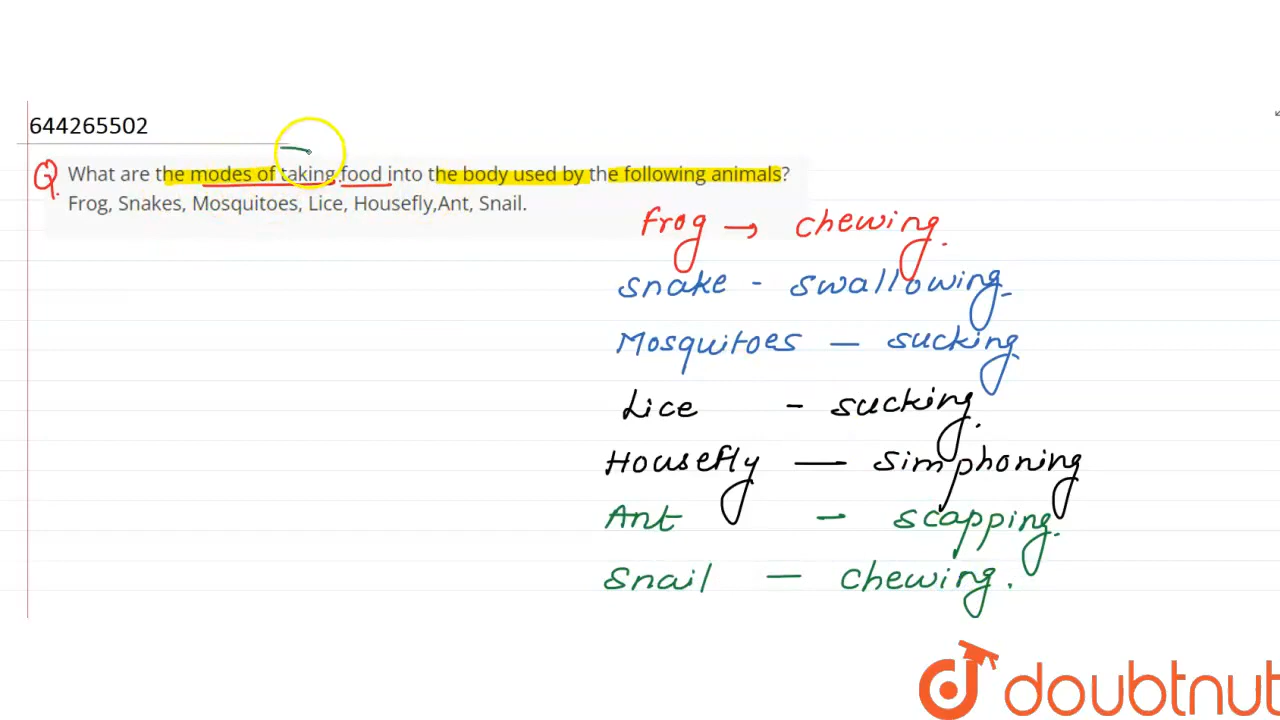 644265502
Q. What are the modes of taking food into the body used by the following animals?
Frog, Snakes, Mosquitoes, Lice, Housefly,Ant, Snail.
frog → chewing.
snake - swallowing.
Mosquitoes — sucking.
Lice - sucking.
Housefly — simphoning
Ant - scapping.
Snail — chewing.
doubtnut